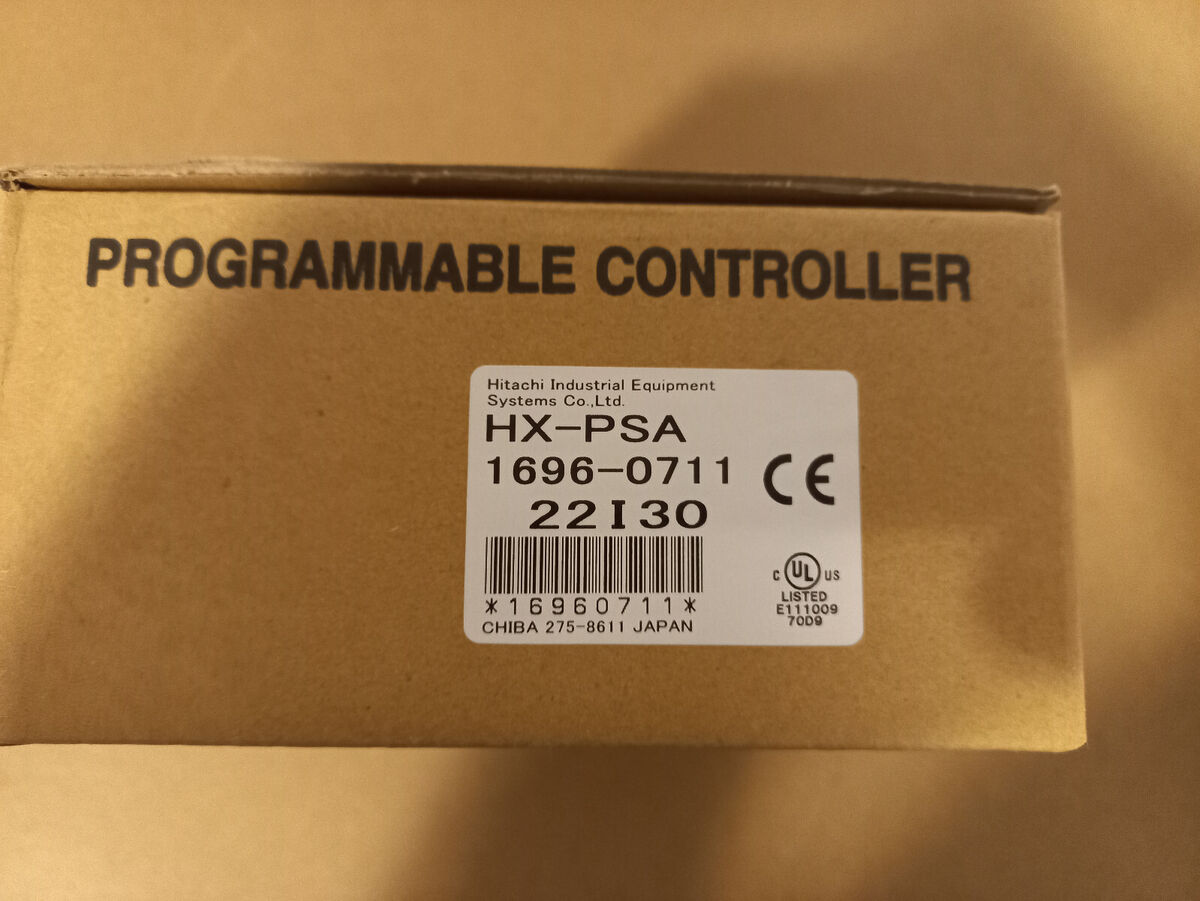 PROGRAMMABLE CONTROLLER
Hitachi Industrial Equipment
Systems Co.,Ltd.
HX-PSA
1696-0711
CE
22I30
*16960711*
CHIBA 275-8611 JAPAN
C UL US
LISTED
E111009
70D9